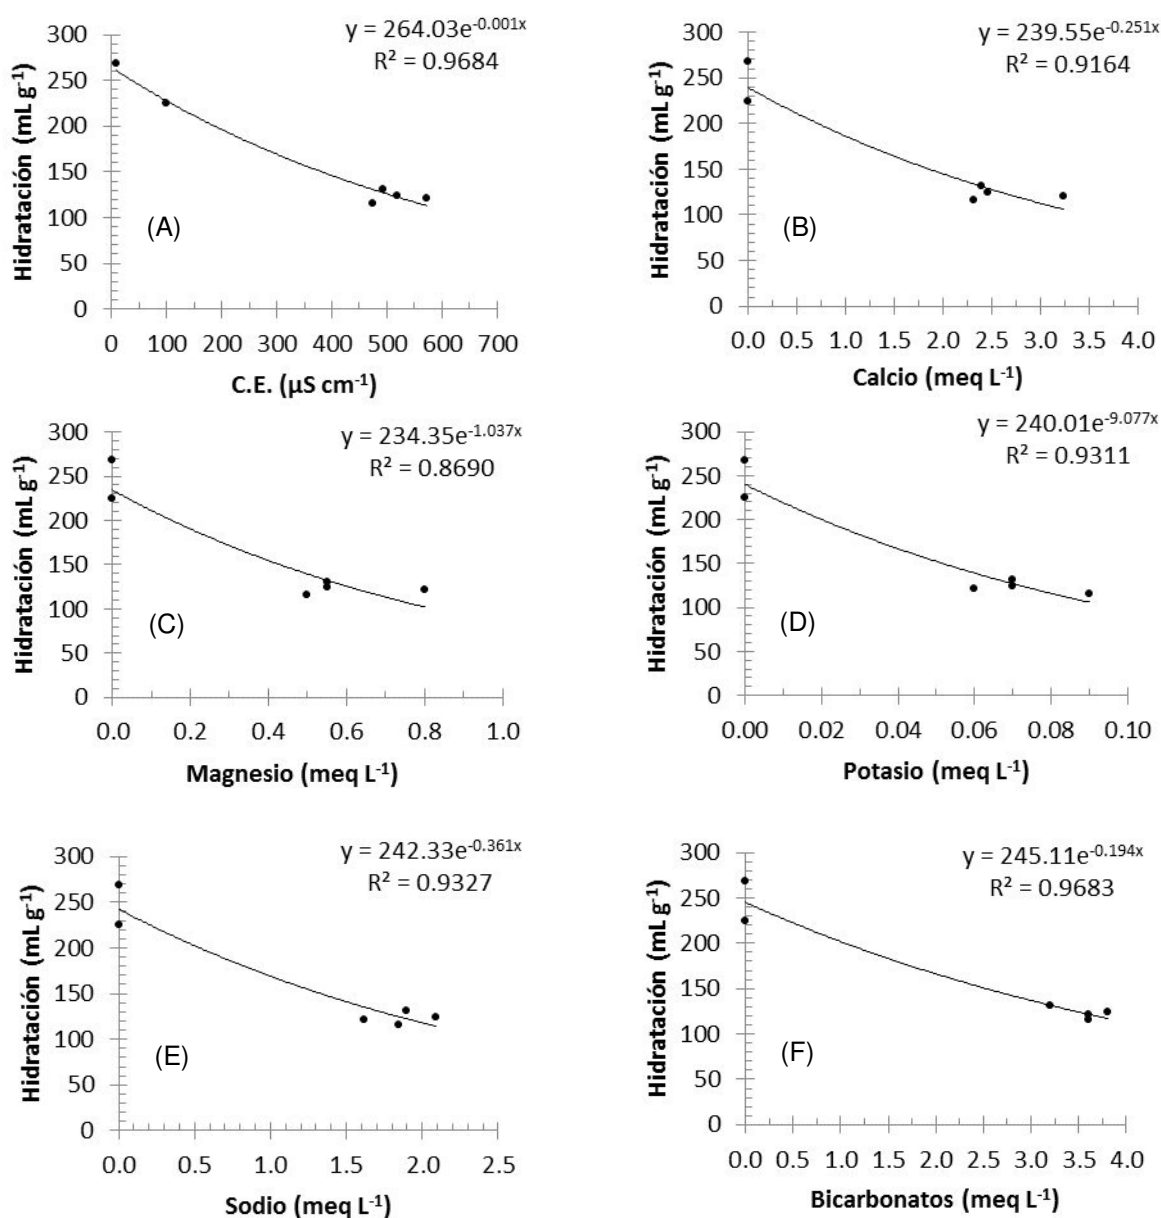 y = 264.03e^-0.001x
R² = 0.9684
Hidratación (mL g⁻¹)
300
250
200
150
100
50
0
(A)
0 100 200 300 400 500 600 700
C.E. (µS cm⁻¹)
y = 239.55e^-0.251x
R² = 0.9164
Hidratación (mL g⁻¹)
300
250
200
150
100
50
0
(B)
0.0 0.5 1.0 1.5 2.0 2.5 3.0 3.5 4.0
Calcio (meq L⁻¹)
y = 234.35e^-1.037x
R² = 0.8690
Hidratación (mL g⁻¹)
300
250
200
150
100
50
0
(C)
0.0 0.2 0.4 0.6 0.8 1.0
Magnesio (meq L⁻¹)
y = 240.01e^-9.077x
R² = 0.9311
Hidratación (mL g⁻¹)
300
250
200
150
100
50
0
(D)
0.00 0.02 0.04 0.06 0.08 0.10
Potasio (meq L⁻¹)
y = 242.33e^-0.361x
R² = 0.9327
Hidratación (mL g⁻¹)
300
250
200
150
100
50
0
(E)
0.0 0.5 1.0 1.5 2.0 2.5
Sodio (meq L⁻¹)
y = 245.11e^-0.194x
R² = 0.9683
Hidratación (mL g⁻¹)
300
250
200
150
100
50
0
(F)
0.0 0.5 1.0 1.5 2.0 2.5 3.0 3.5 4.0
Bicarbonatos (meq L⁻¹)